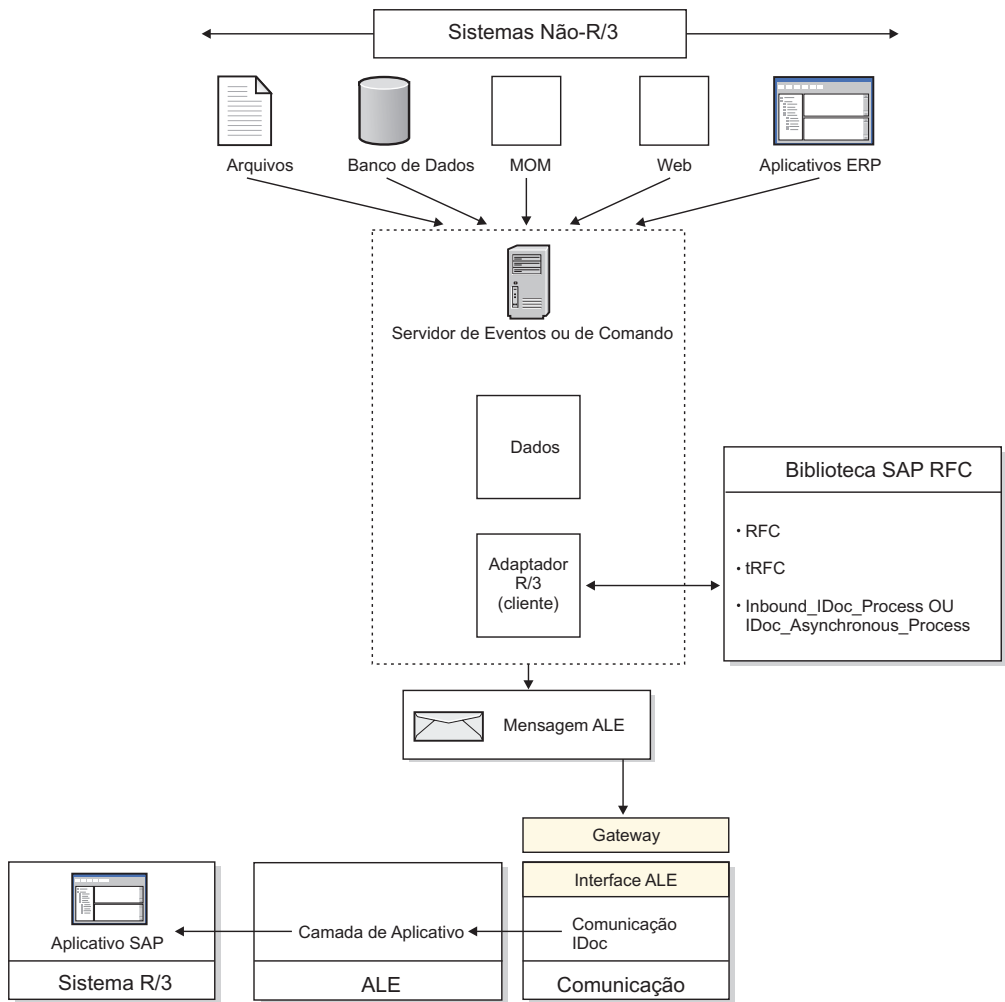 Sistemas Não-R/3
Arquivos
Banco de Dados
MOM
Web
Aplicativos ERP
Servidor de Eventos ou de Comando
Dados
Biblioteca SAP RFC
• RFC
• tRFC
• Inbound_IDoc_Process OU
IDoc_Asynchronous_Process
Adaptador
R/3
(cliente)
Mensagem ALE
Gateway
Interface ALE
Aplicativo SAP
Camada de Aplicativo
Comunicação
IDoc
Sistema R/3
ALE
Comunicação